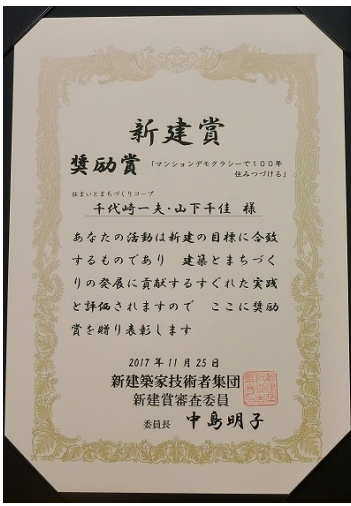 新建賞
奨励賞 「マンションデモクラシーで100年
住みつづける」
住まいとまちづくりコープ
千代崎一夫・山下千佳 様
あなたの活動は新建の目標に合致
するものであり 建築とまちづく
りの発展に貢献するすぐれた実践
と評価されますので ここに奨励
賞を贈り表彰します
2017年11月25日
新建築家技術者集団
新建賞審査委員
委員長 中島明子